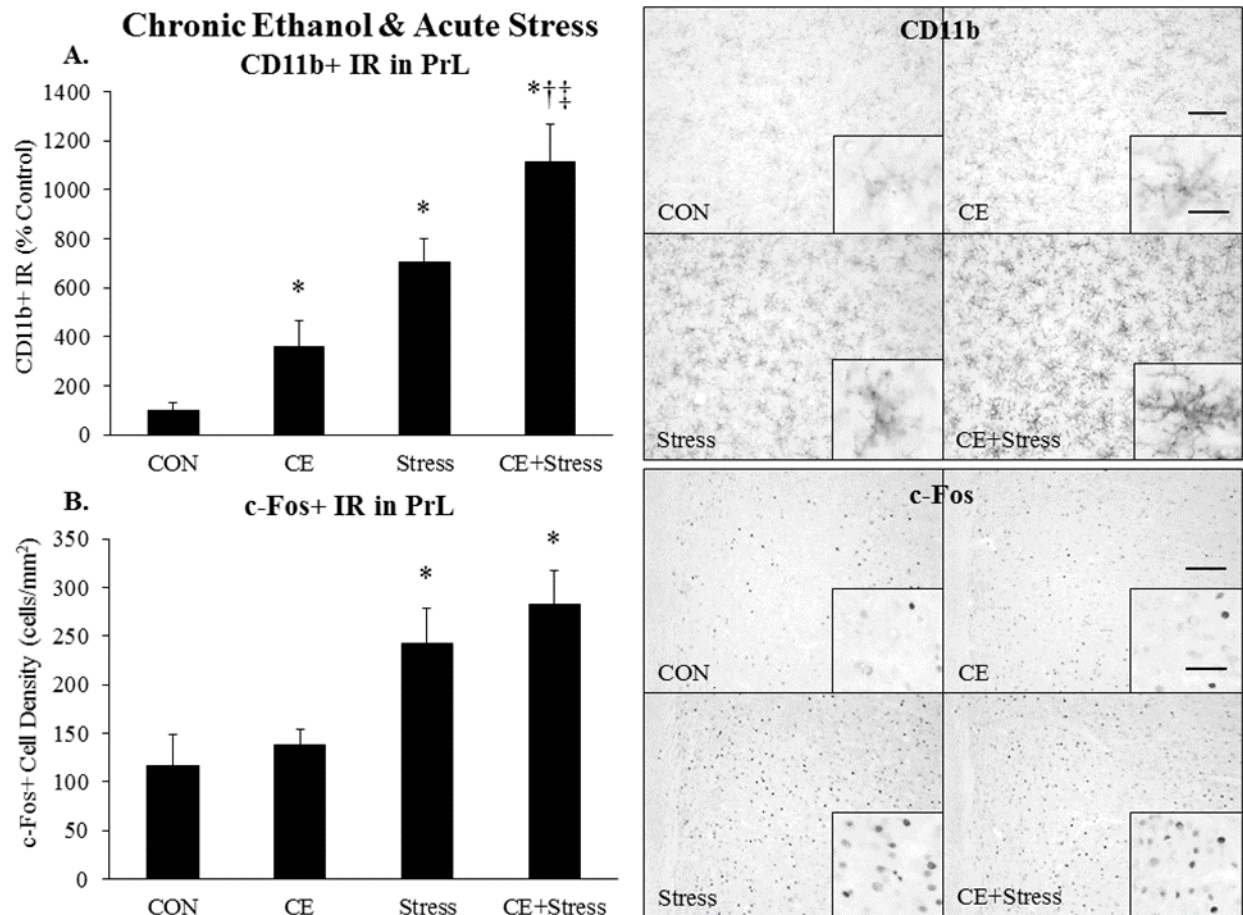 Chronic Ethanol & Acute Stress
A.
CD11b+ IR in PrL
CD11b+ IR (% Control)
1400
1200
1000
800
600
400
200
0
*
*
*†‡
CON
CE
Stress
CE+Stress
CD11b
CON
CE
Stress
CE+Stress
B.
c-Fos+ IR in PrL
c-Fos+ Cell Density (cells/mm²)
350
300
250
200
150
100
50
0
*
*
CON
CE
Stress
CE+Stress
c-Fos
CON
CE
Stress
CE+Stress